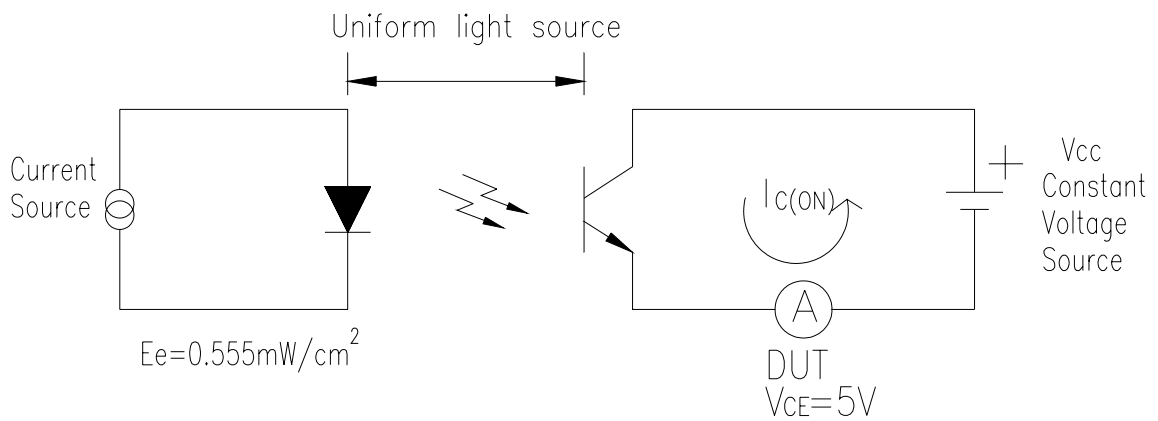 Uniform light source
Current
Source
Ee=0.555mW/cm²
IC(ON)
A
DUT
VCE=5V
+
Vcc
Constant
Voltage
Source